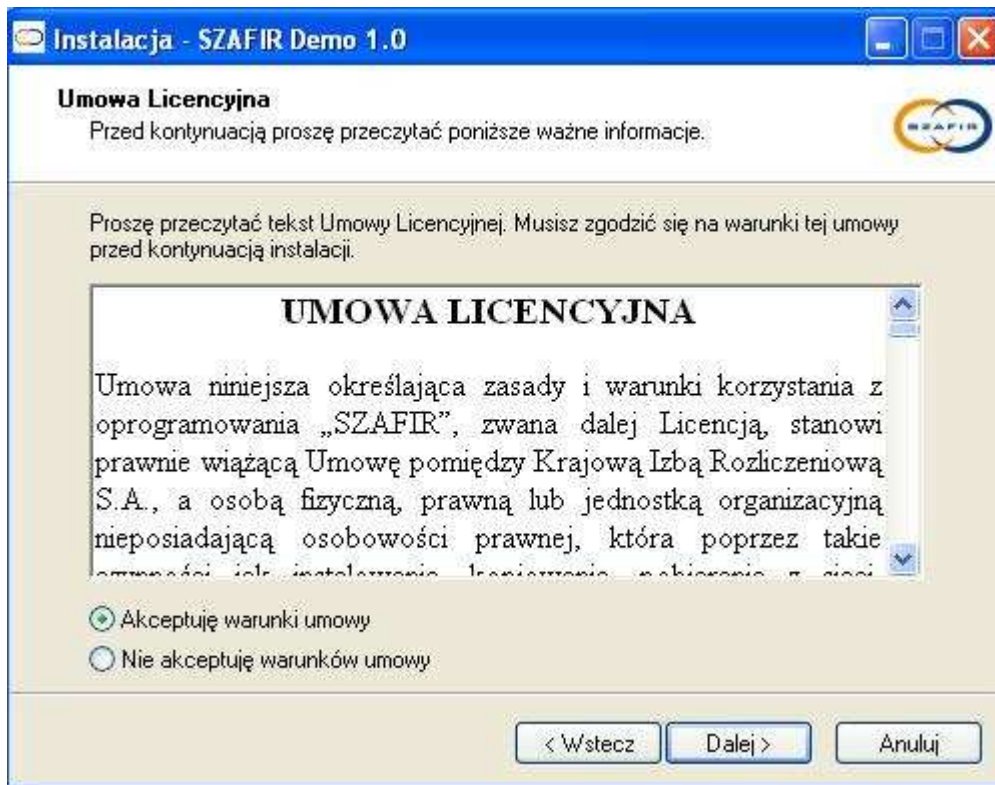 Instalacja - SZAFIR Demo 1.0
Umowa Licencyjna
Przed kontynuacją proszę przeczytać poniższe ważne informacje.
SZAFIR
Proszę przeczytać tekst Umowy Licencyjnej. Musisz zgodzić się na warunki tej umowy
przed kontynuacją instalacji.
UMOWA LICENCYJNA
Umowa niniejsza określająca zasady i warunki korzystania z
oprogramowania „SZAFIR”, zwana dalej Licencją, stanowi
prawnie wiążącą Umowę pomiędzy Krajową Izbą Rozliczeniową
S.A., a osobą fizyczną, prawną lub jednostką organizacyjną
nieposiadającą osobowości prawnej, która poprzez takie
Akceptuję warunki umowy
Nie akceptuję warunków umowy
< Wstecz
Dalej >
Anuluj